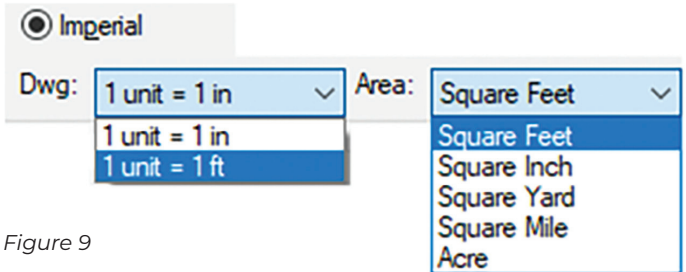 Imperial
Dwg: 1 unit = 1 in Area: Square Feet
1 unit = 1 in Square Feet
1 unit = 1 ft Square Inch
Square Yard
Square Mile
Figure 9
Acre